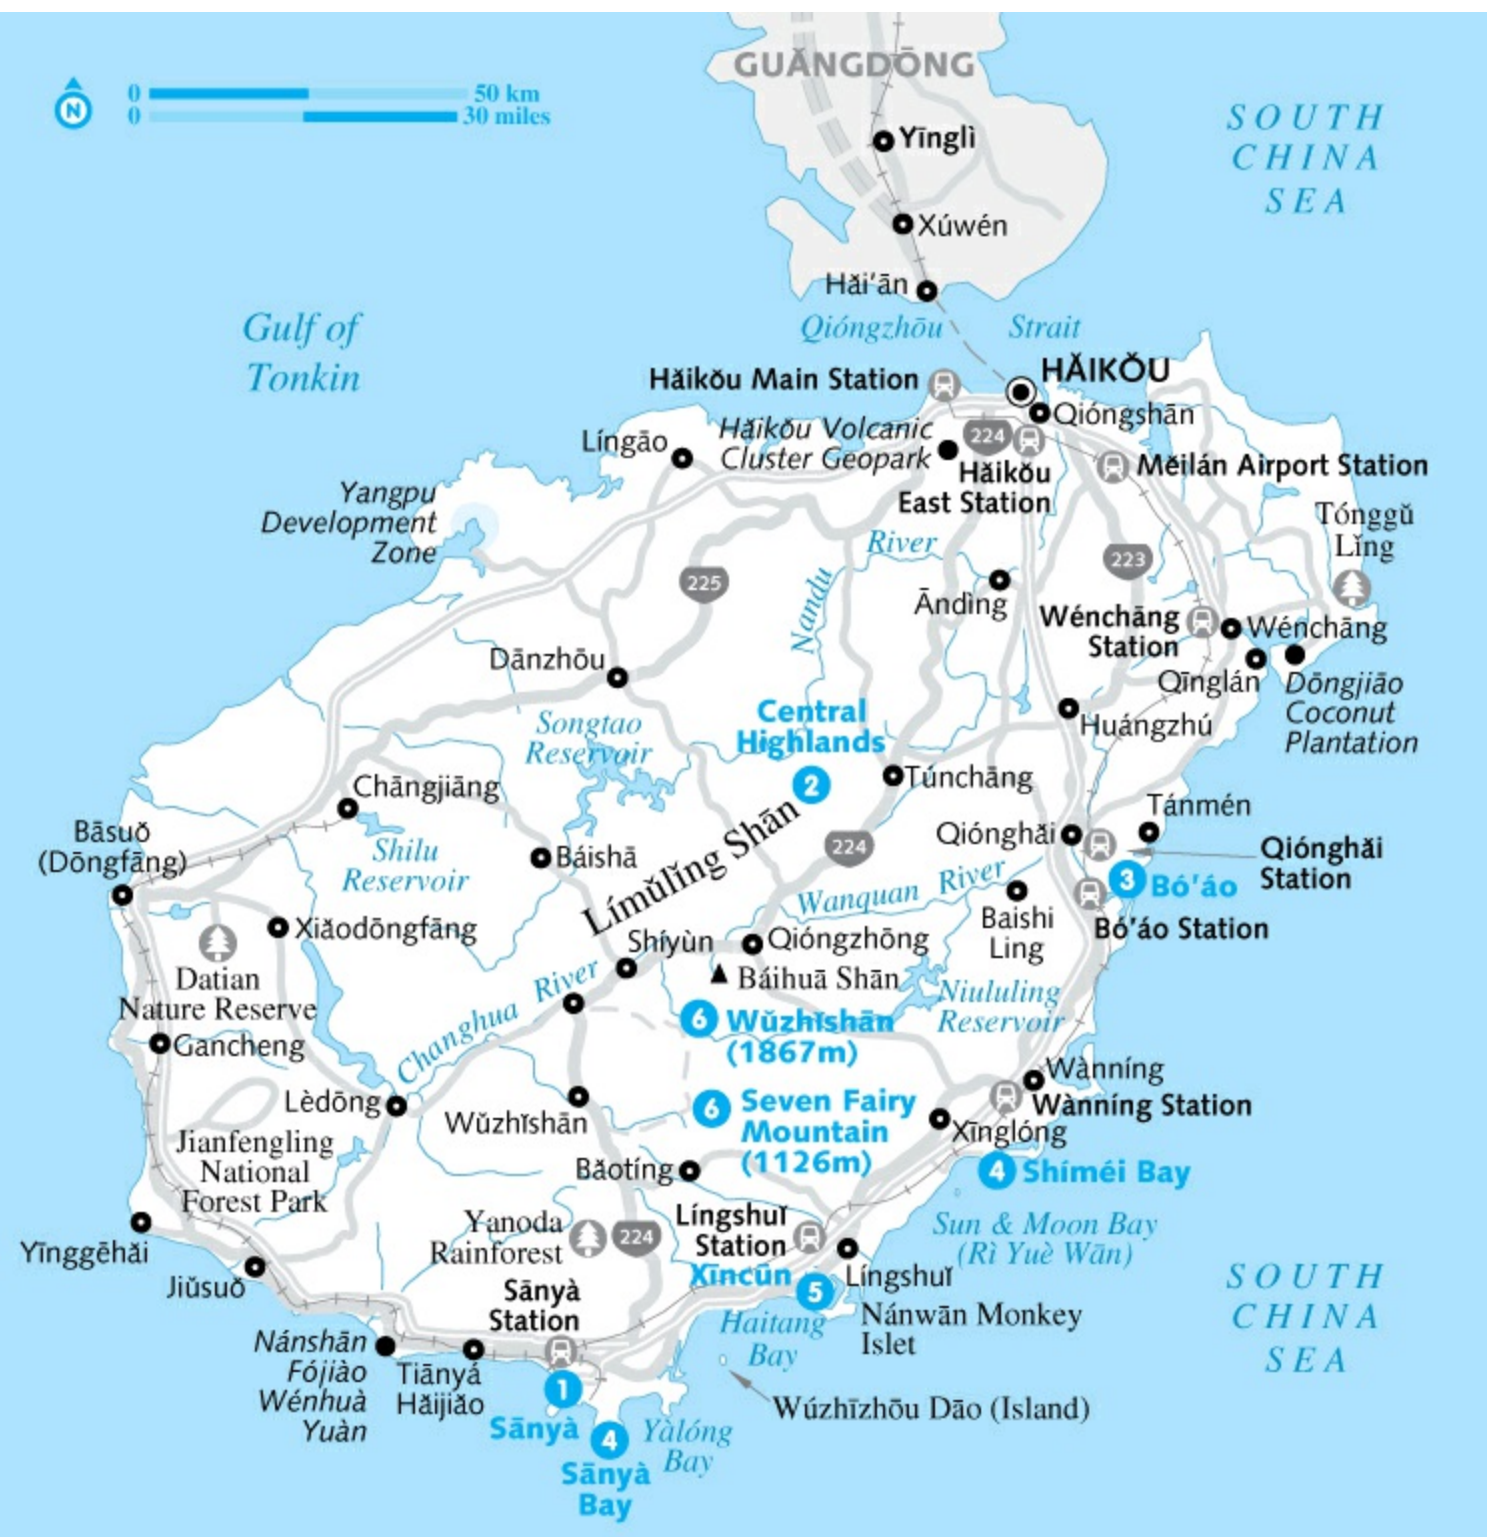 GUǍNGDŌNG
0 50 km
0 30 miles
N
SOUTH
CHINA
SEA
Yīnglì
Xúwén
Hǎi'ān
Qióngzhōu Strait
Gulf of
Tonkin
HǍIKǑU
Hǎikǒu Main Station
Qióngshān
Hǎikǒu Volcanic
Cluster Geopark
224
Língāo
Hǎikǒu
East Station
Měilán Airport Station
Yangpu
Development
Zone
Tónggǔ
Lǐng
River
Nandu
225
223
Āndìng
Wénchāng
Station
Wénchāng
Dānzhōu
Qīnglán
Dōngjiāo
Coconut
Plantation
Songtao
Reservoir
Central
Highlands
2
Huángzhú
Chāngjiāng
Túnchāng
Tánmén
Bāsuǒ
(Dōngfāng)
Shilu
Reservoir
Báishā
Límǔlǐng Shān
224
Qiónghǎi
Qiónghǎi
Station
3 Bó'áo
Wanquan River
Baishi
Ling
Bó'áo Station
Xiǎodōngfāng
Shíyùn
Qióngzhōng
Báihuā Shān
Datian
Nature Reserve
Changhua River
Niululing
Reservoir
6 Wǔzhǐshān
(1867m)
Gancheng
Wànníng
Wànníng Station
Lèdōng
Wǔzhǐshān
6 Seven Fairy
Mountain
(1126m)
Xīnglóng
Jianfengling
National
Forest Park
Bǎotíng
4 Shíméi Bay
Yīnggēhǎi
Yanoda
Rainforest
224
Língshuǐ
Station
Sun & Moon Bay
(Rì Yuè Wān)
Jiǔsuǒ
Sānyà
Station
Xīncūn
5
Língshuǐ
Nánwān Monkey
Islet
SOUTH
CHINA
SEA
Nánshān
Fójiào
Wénhuà
Yuàn
Tiānyá
Hǎijiǎo
Haitang
Bay
Wúzhīzhōu Dāo (Island)
1
Sānyà
4
Sānyà
Bay
Yàlóng
Bay